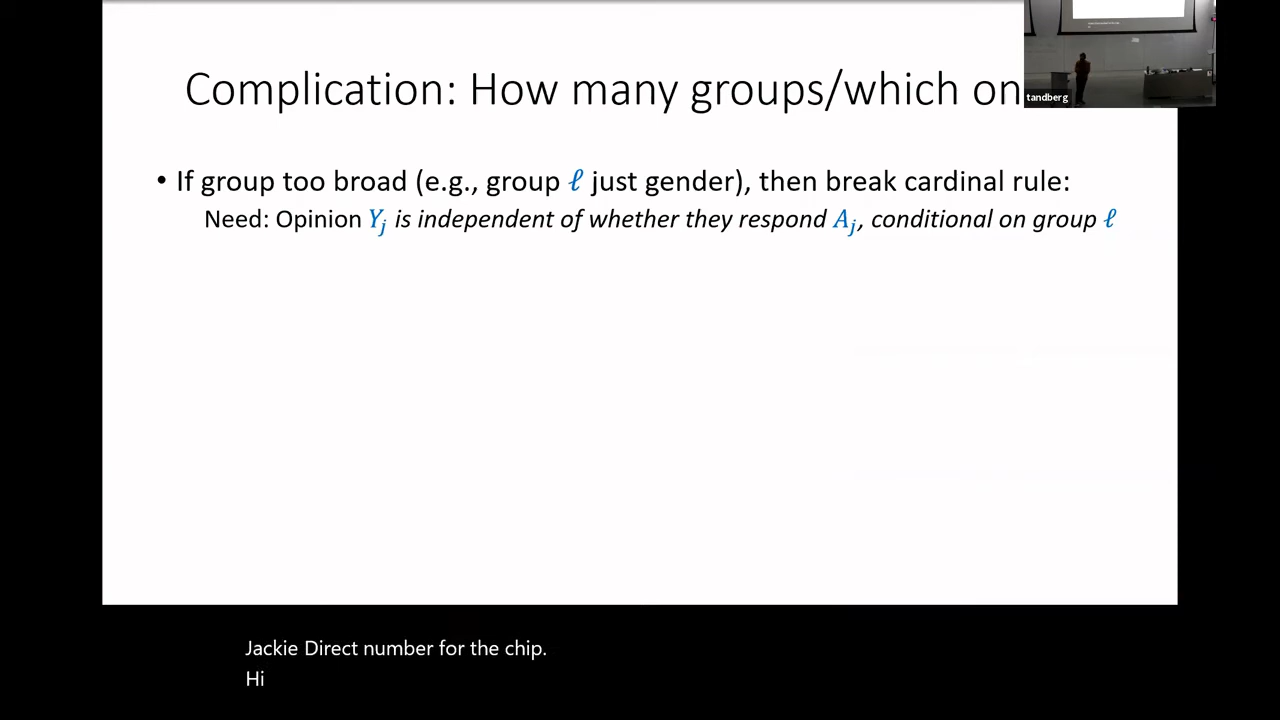 Complication: How many groups/which on
tandberg
• If group too broad (e.g., group ℓ just gender), then break cardinal rule:
Need: Opinion Yⱼ is independent of whether they respond Aⱼ, conditional on group ℓ
Jackie Direct number for the chip.
Hi